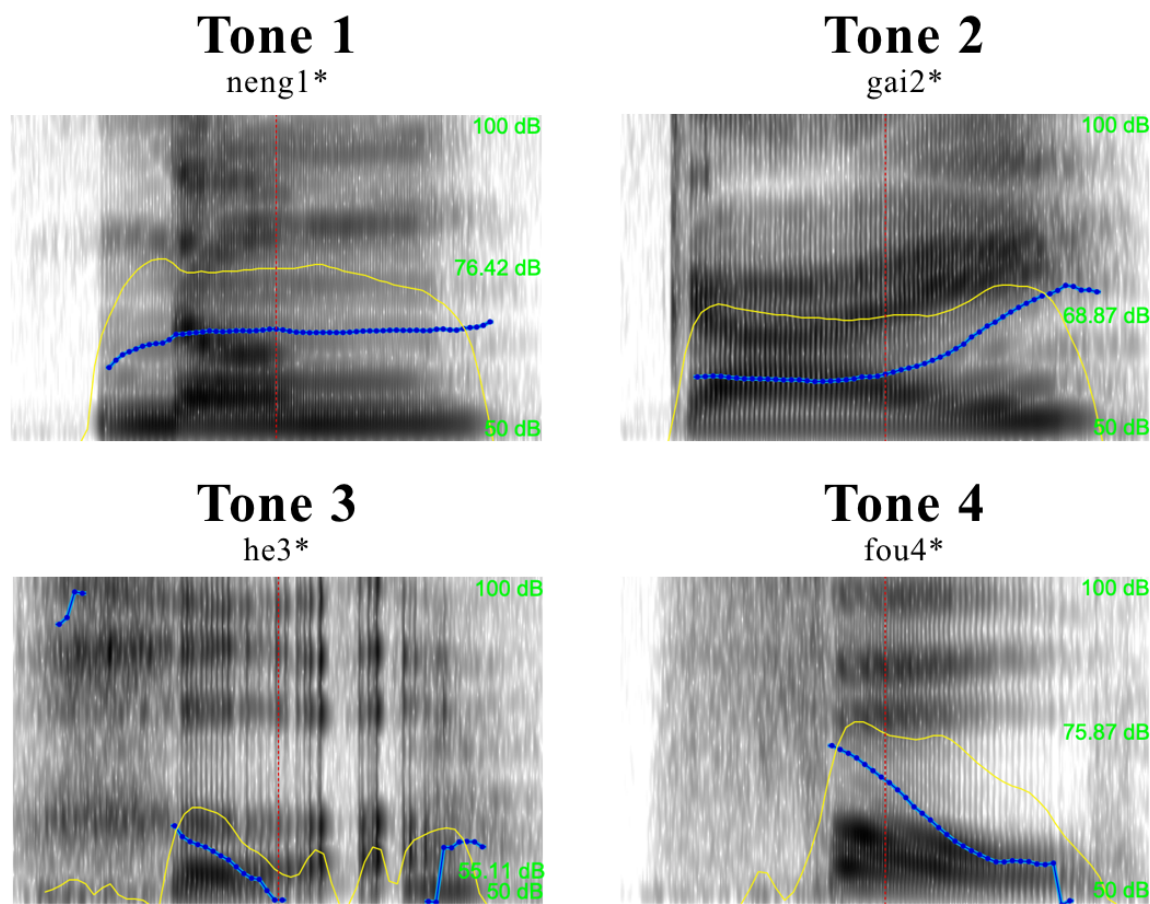 Tone 1
neng1*
100 dB
76.42 dB
50 dB
Tone 2
gai2*
100 dB
68.87 dB
50 dB
Tone 3
he3*
100 dB
55.11 dB
50 dB
Tone 4
fou4*
100 dB
75.87 dB
50 dB